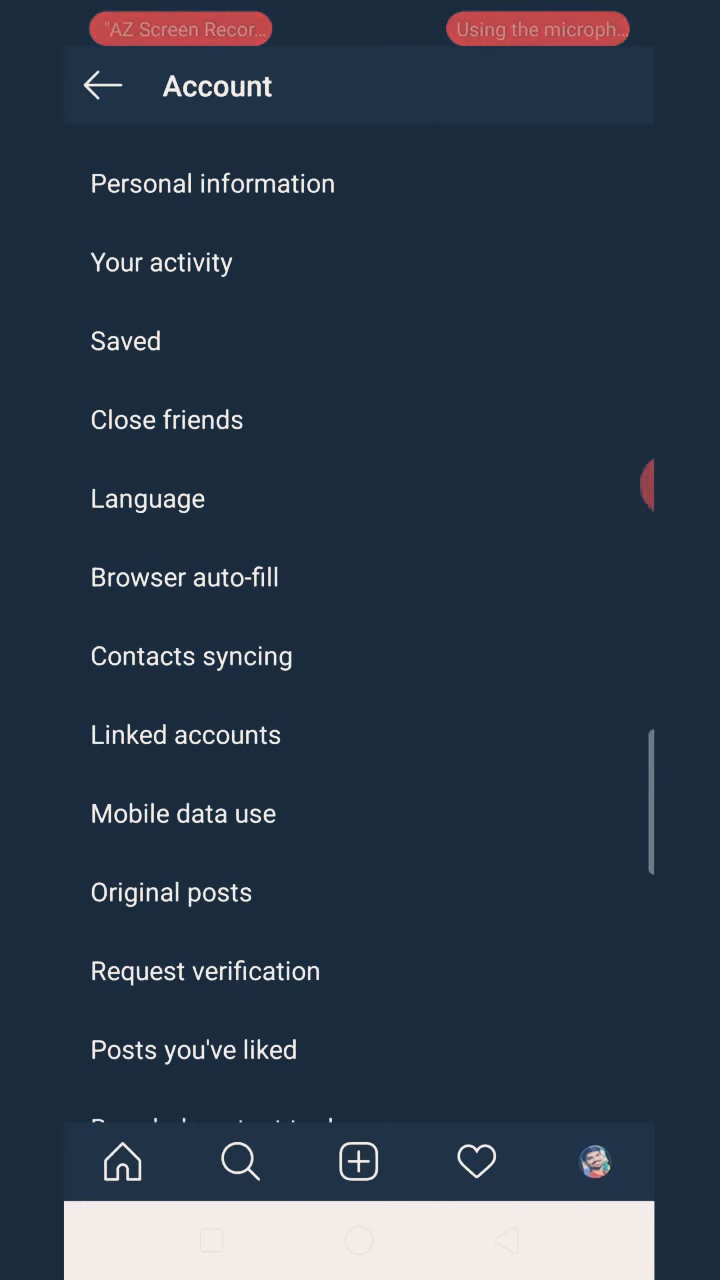 "AZ Screen Recor...
Using the microph...
Account
Personal information
Your activity
Saved
Close friends
Language
Browser auto-fill
Contacts syncing
Linked accounts
Mobile data use
Original posts
Request verification
Posts you've liked